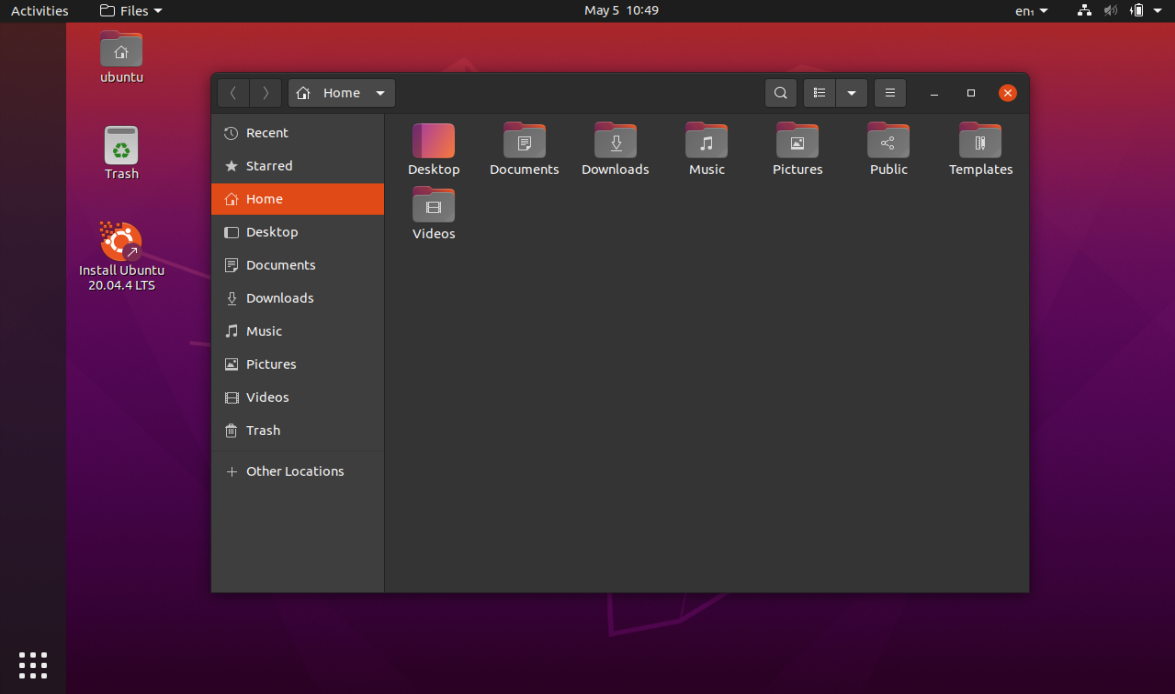 Activities
Files
May 5 10:49
en₁
ubuntu
Trash
Install Ubuntu
20.04.4 LTS
Home
Recent
Starred
Home
Desktop
Documents
Downloads
Music
Pictures
Videos
Trash
Other Locations
Desktop
Documents
Downloads
Music
Pictures
Public
Templates
Videos